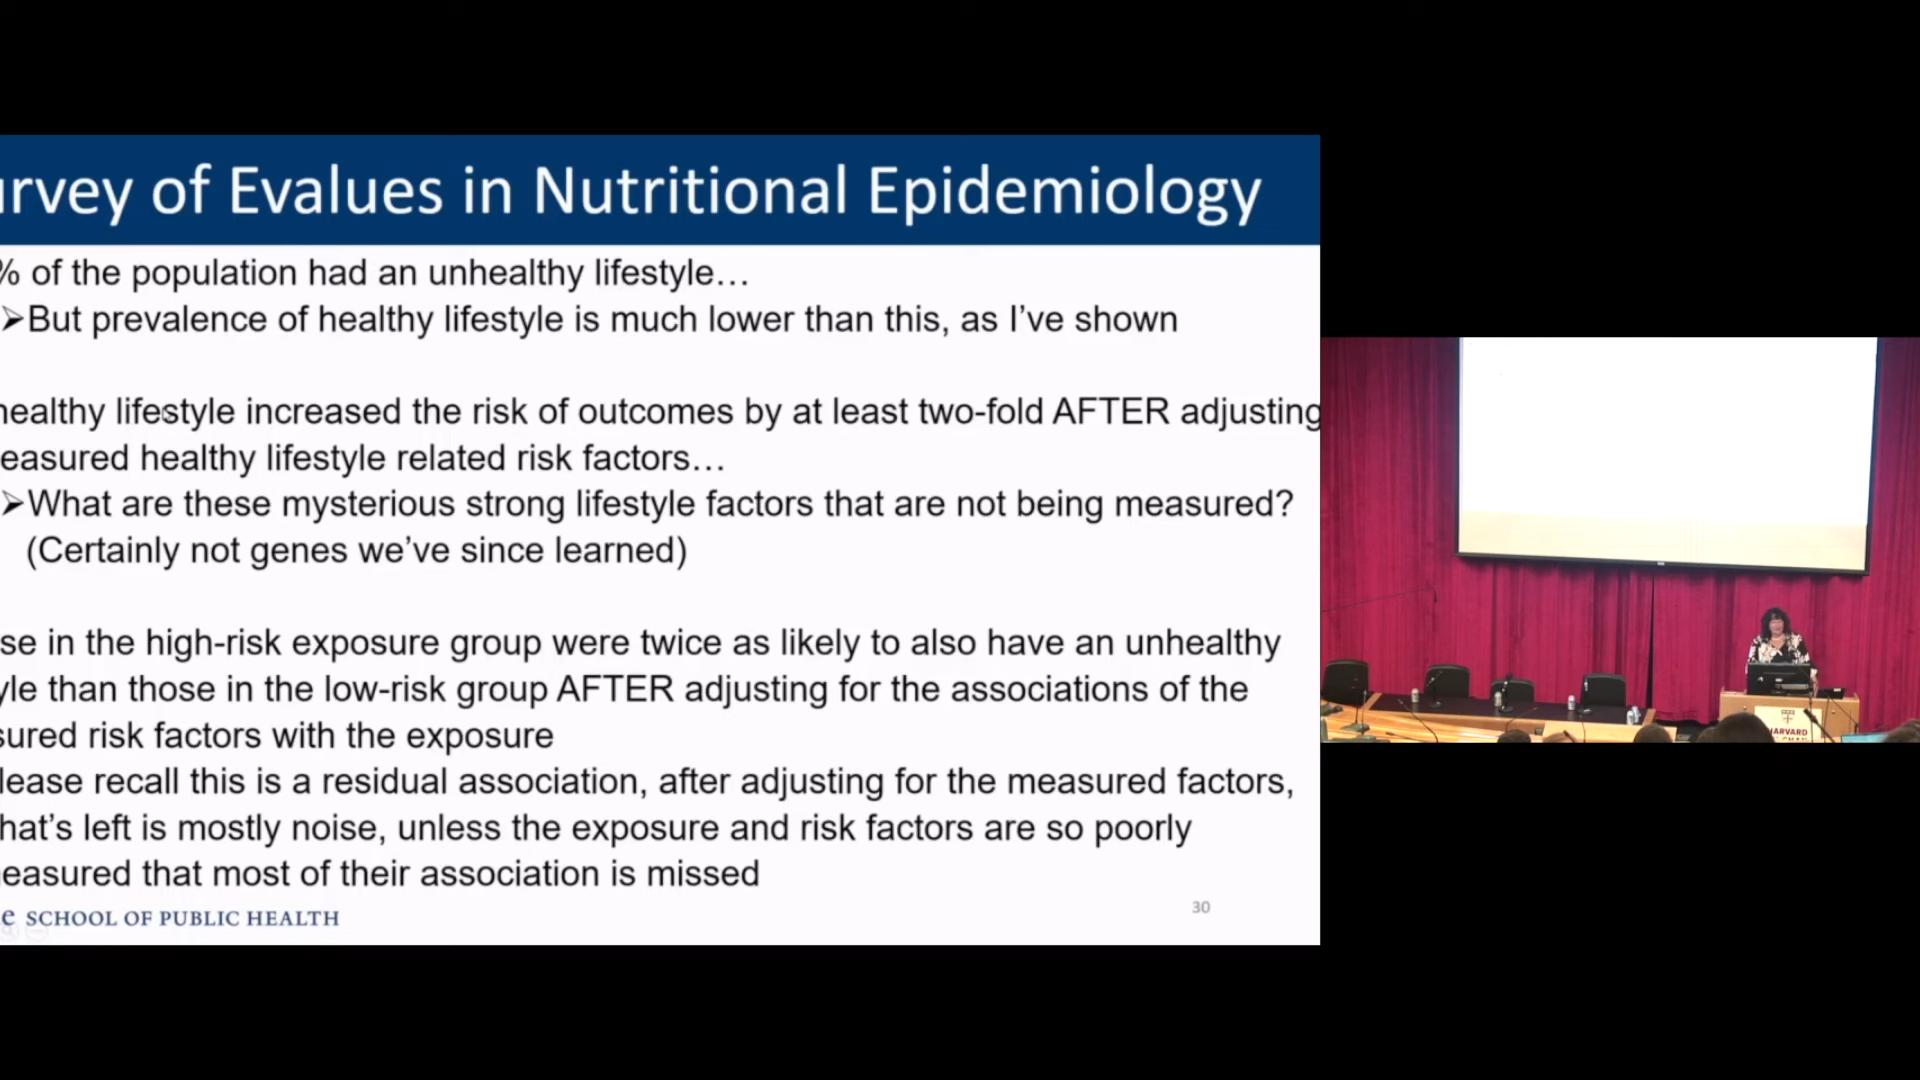 urvey of Evalues in Nutritional Epidemiology
% of the population had an unhealthy lifestyle…
➢But prevalence of healthy lifestyle is much lower than this, as I’ve shown
healthy lifestyle increased the risk of outcomes by at least two-fold AFTER adjusting
easured healthy lifestyle related risk factors…
➢What are these mysterious strong lifestyle factors that are not being measured?
(Certainly not genes we’ve since learned)
se in the high-risk exposure group were twice as likely to also have an unhealthy
yle than those in the low-risk group AFTER adjusting for the associations of the
sured risk factors with the exposure
lease recall this is a residual association, after adjusting for the measured factors,
hat’s left is mostly noise, unless the exposure and risk factors are so poorly
easured that most of their association is missed
e SCHOOL OF PUBLIC HEALTH
30
HARVARD